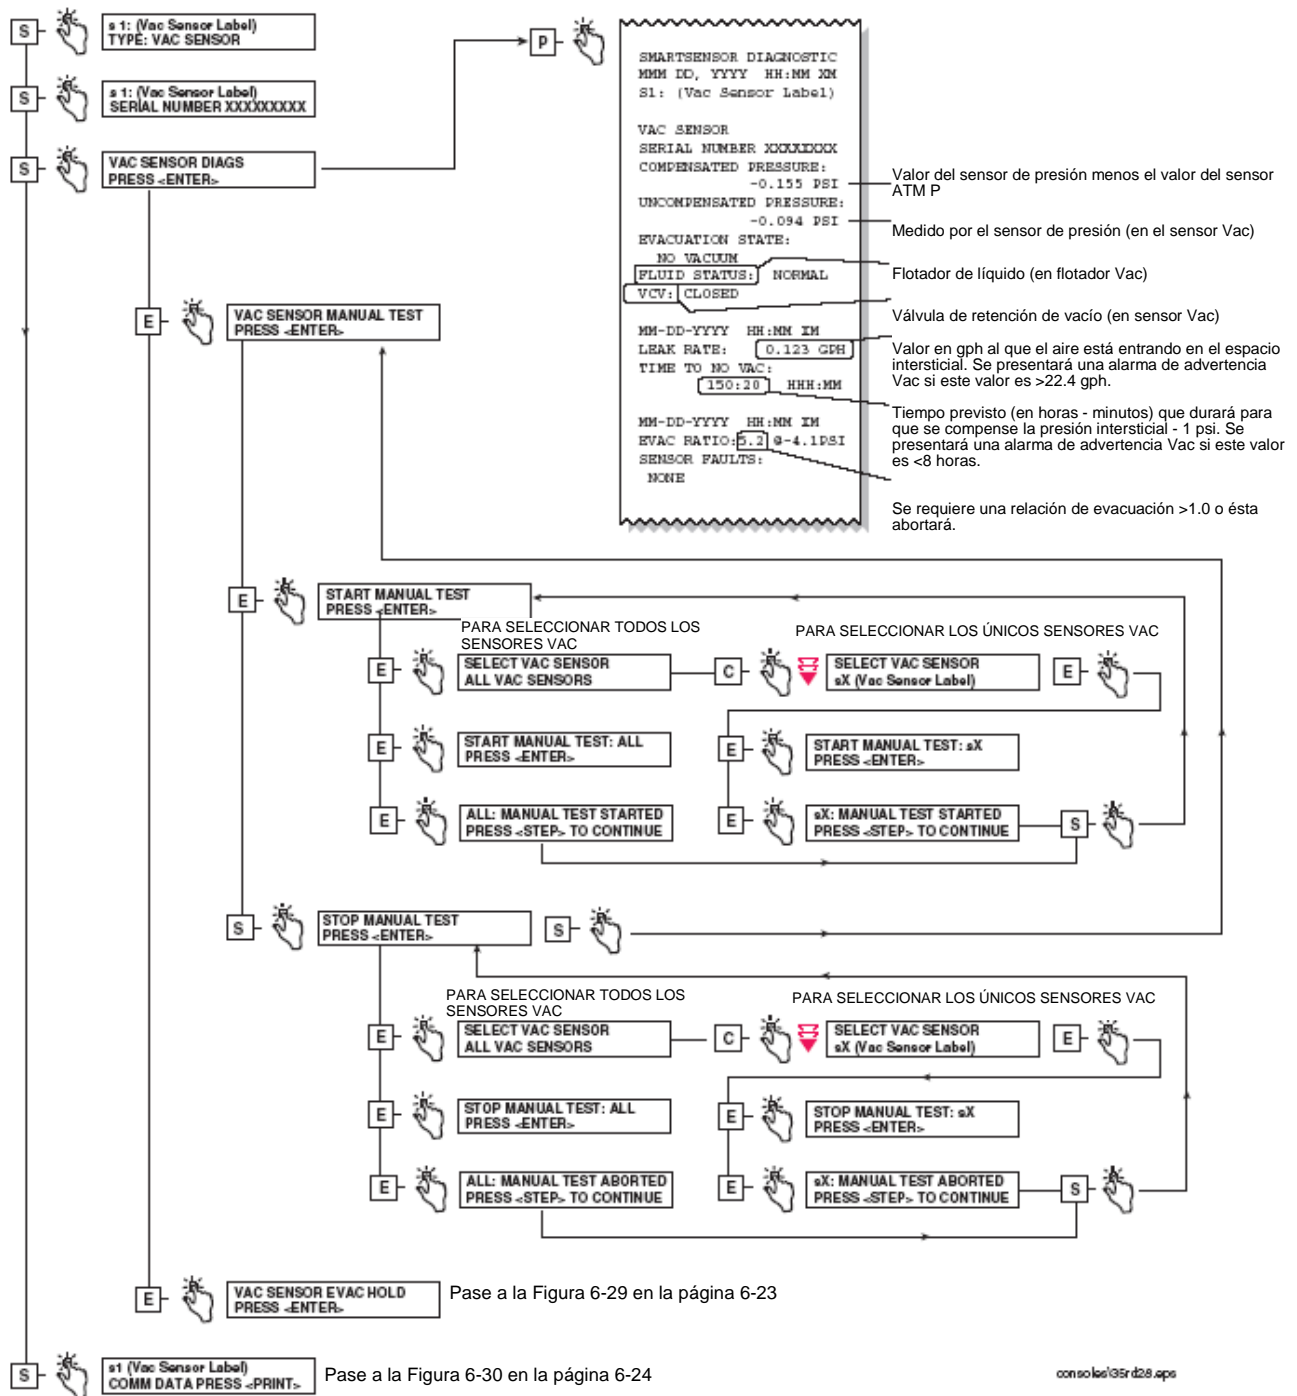 S
s 1: (Vac Sensor Label)
TYPE: VAC SENSOR
S
s 1: (Vac Sensor Label)
SERIAL NUMBER XXXXXXXXX
S
VAC SENSOR DIAGS
PRESS <ENTER>
P
SMARTSENSOR DIAGNOSTIC
MMM DD, YYYY HH:MM XM
S1: (Vac Sensor Label)
VAC SENSOR
SERIAL NUMBER XXXXXXXX
COMPENSATED PRESSURE:
-0.155 PSI
UNCOMPENSATED PRESSURE:
-0.094 PSI
EVACUATION STATE:
NO VACUUM
FLUID STATUS: NORMAL
VCV: CLOSED
MM-DD-YYYY HH:MM XM
LEAK RATE: 0.123 GPH
TIME TO NO VAC:
150:20 HHH:MM
MM-DD-YYYY HH:MM XM
EVAC RATIO:5.2 @-4.1PSI
SENSOR FAULTS:
NONE
Valor del sensor de presión menos el valor del sensor
ATM P
Medido por el sensor de presión (en el sensor Vac)
Flotador de líquido (en flotador Vac)
Válvula de retención de vacío (en sensor Vac)
Valor en gph al que el aire está entrando en el espacio
intersticial. Se presentará una alarma de advertencia
Vac si este valor es >22.4 gph.
Tiempo previsto (en horas - minutos) que durará para
que se compense la presión intersticial - 1 psi. Se
presentará una alarma de advertencia Vac si este valor
es <8 horas.
Se requiere una relación de evacuación >1.0 o ésta
abortará.
E
VAC SENSOR MANUAL TEST
PRESS <ENTER>
E
START MANUAL TEST
PRESS <ENTER>
PARA SELECCIONAR TODOS LOS
SENSORES VAC
PARA SELECCIONAR LOS ÚNICOS SENSORES VAC
E
SELECT VAC SENSOR
ALL VAC SENSORS
C
SELECT VAC SENSOR
sX (Vac Sensor Label)
E
E
START MANUAL TEST: ALL
PRESS <ENTER>
E
START MANUAL TEST: sX
PRESS <ENTER>
E
ALL: MANUAL TEST STARTED
PRESS <STEP> TO CONTINUE
E
sX: MANUAL TEST STARTED
PRESS <STEP> TO CONTINUE
S
S
STOP MANUAL TEST
PRESS <ENTER>
S
PARA SELECCIONAR TODOS LOS
SENSORES VAC
PARA SELECCIONAR LOS ÚNICOS SENSORES VAC
E
SELECT VAC SENSOR
ALL VAC SENSORS
C
SELECT VAC SENSOR
sX (Vac Sensor Label)
E
E
STOP MANUAL TEST: ALL
PRESS <ENTER>
E
STOP MANUAL TEST: sX
PRESS <ENTER>
E
ALL: MANUAL TEST ABORTED
PRESS <STEP> TO CONTINUE
E
sX: MANUAL TEST ABORTED
PRESS <STEP> TO CONTINUE
S
E
VAC SENSOR EVAC HOLD
PRESS <ENTER>
Pase a la Figura 6-29 en la página 6-23
S
s1 (Vac Sensor Label)
COMM DATA PRESS <PRINT>
Pase a la Figura 6-30 en la página 6-24
consoles\35rd28.eps